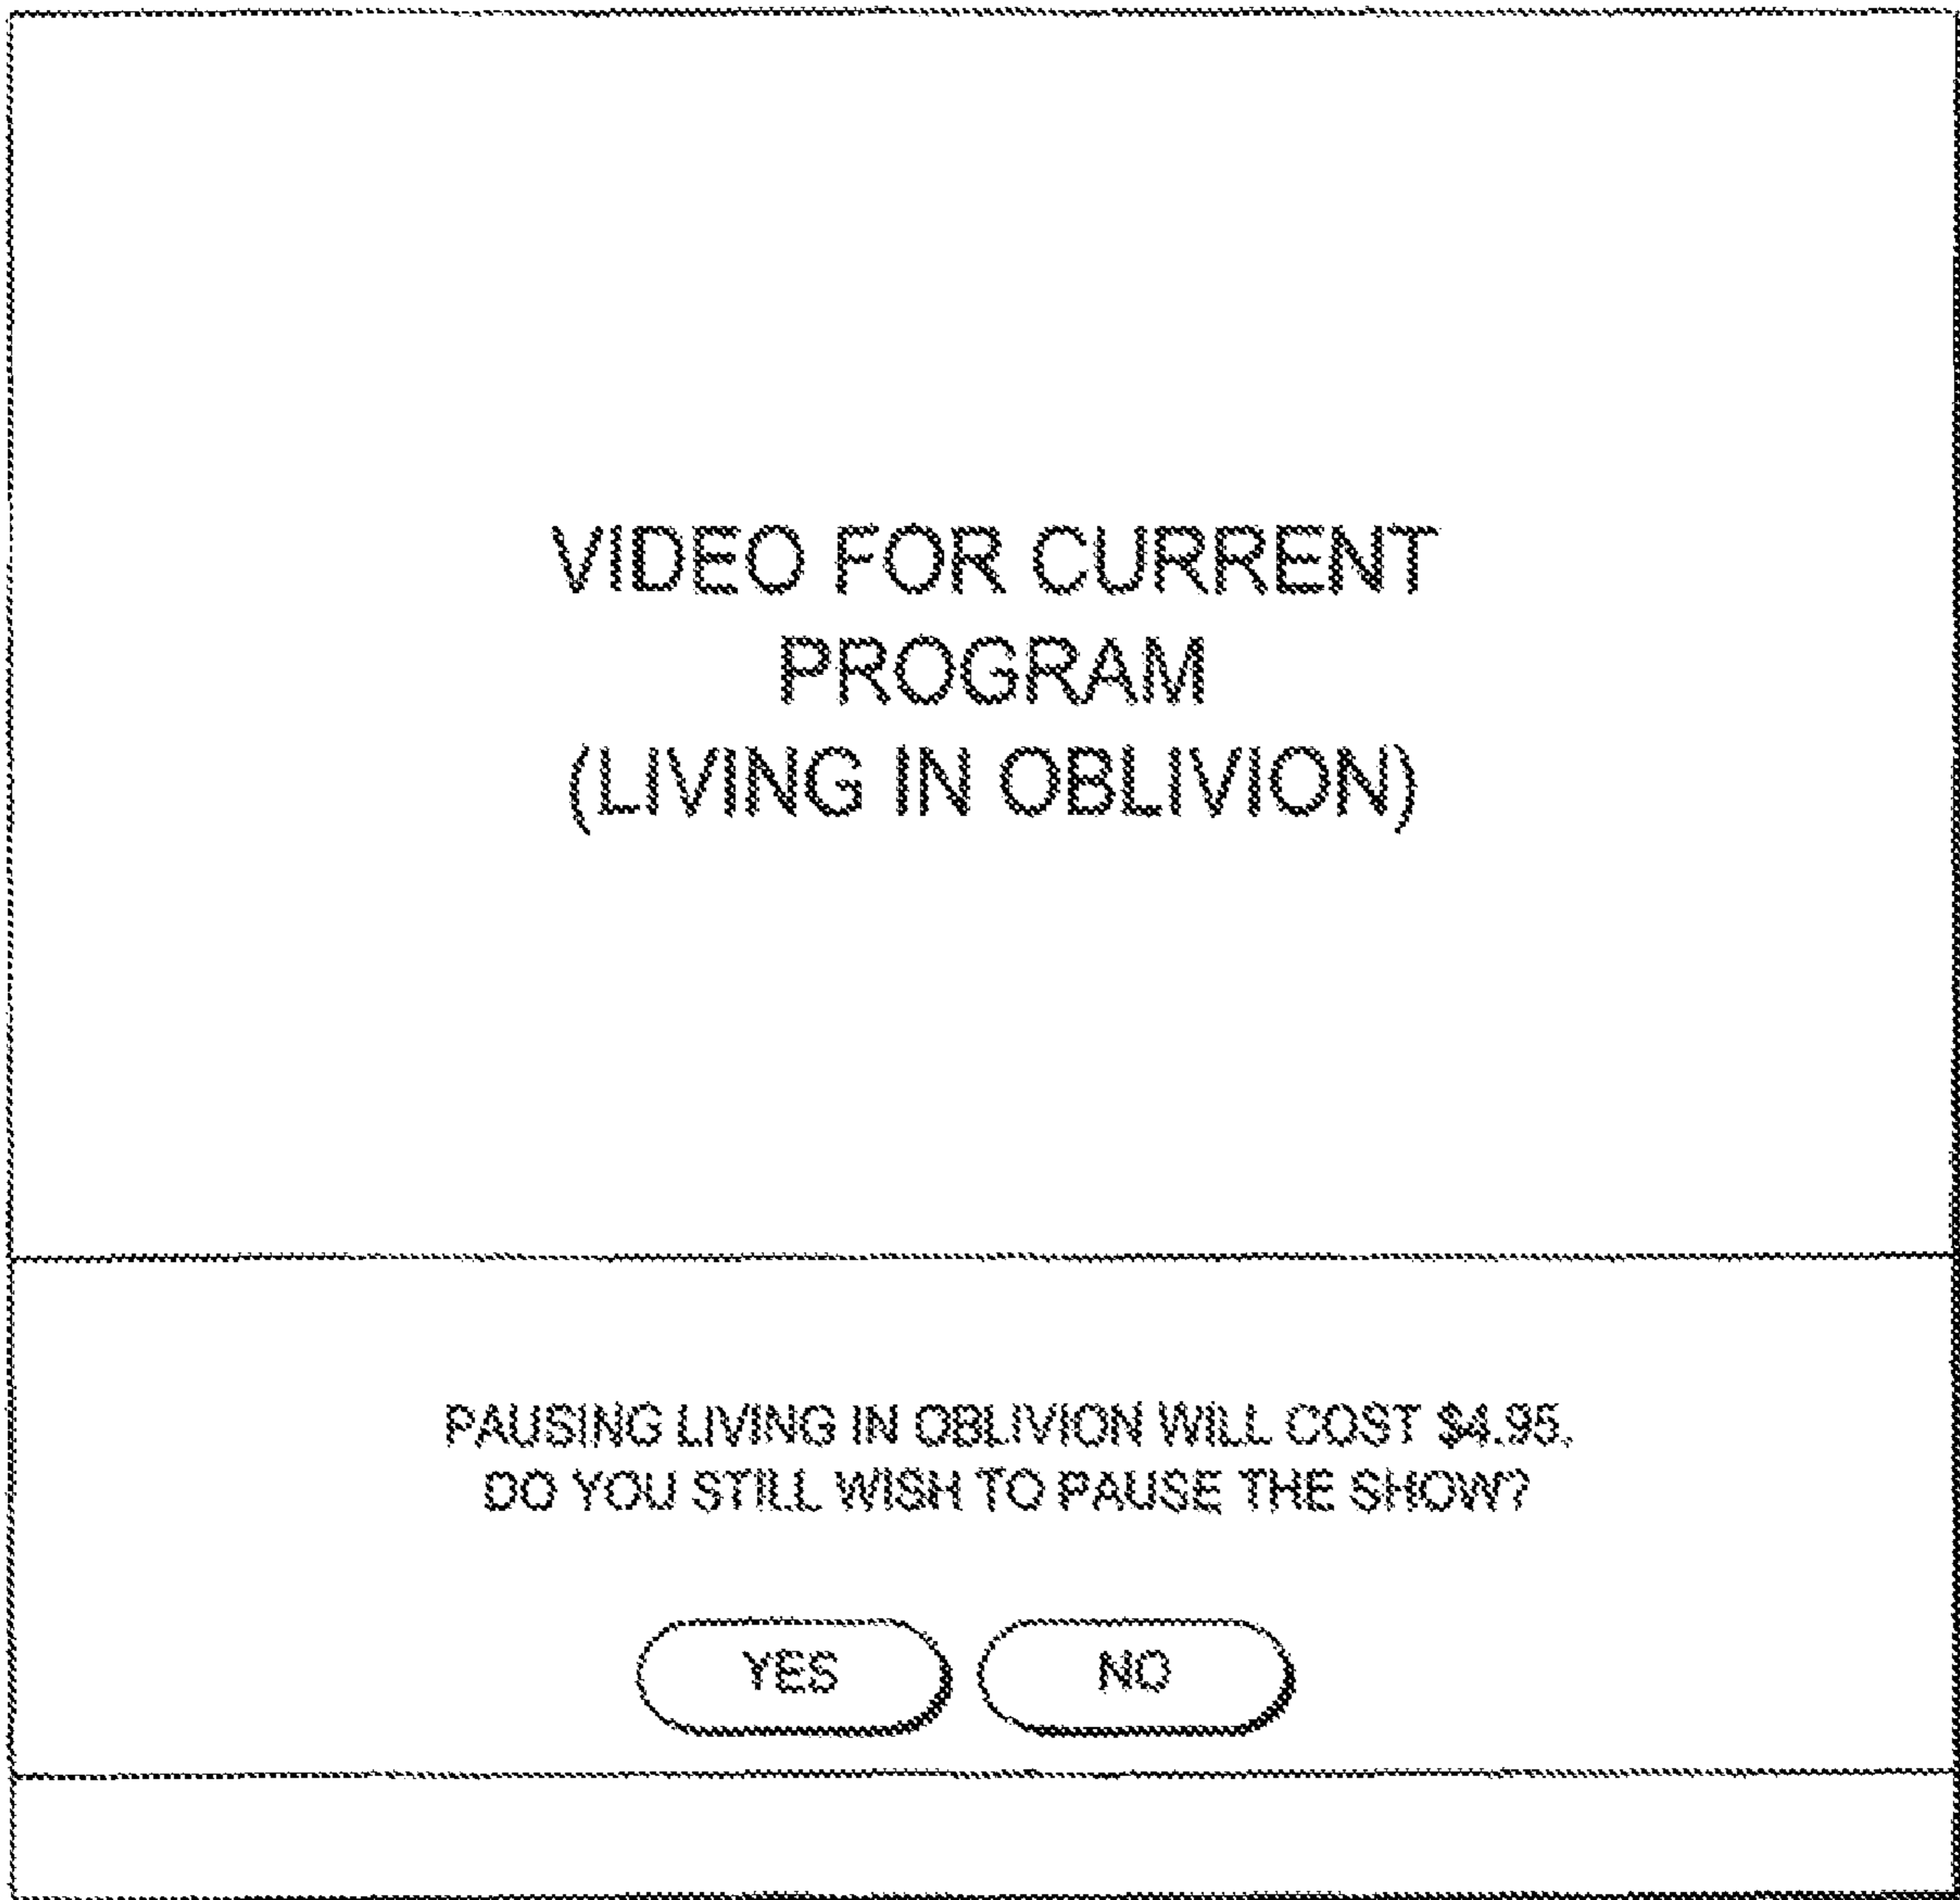 VIDEO FOR CURRENT
PROGRAM
(LIVING IN OBLIVION)
PAUSING LIVING IN OBLIVION WILL COST $4.95.
DO YOU STILL WISH TO PAUSE THE SHOW?
YES NO